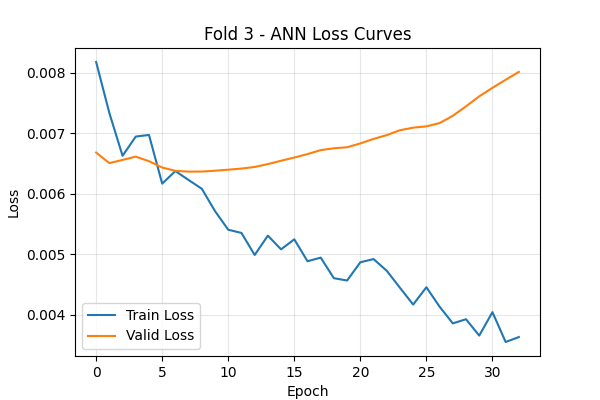 Fold 3 - ANN Loss Curves
0.008
0.007
0.006
0.005
0.004
Loss
Train Loss
Valid Loss
0 5 10 15 20 25 30
Epoch